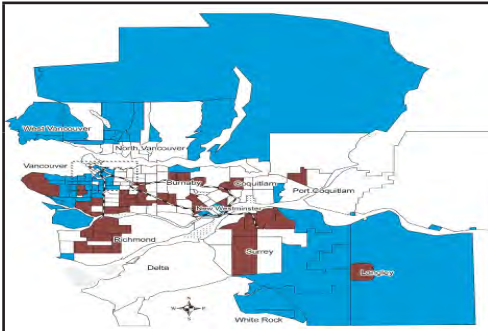 West Vancouver
North Vancouver
Vancouver
Burnaby
Coquitlam
Port Coquitlam
New Westminster
Richmond
Surrey
Langley
Delta
White Rock